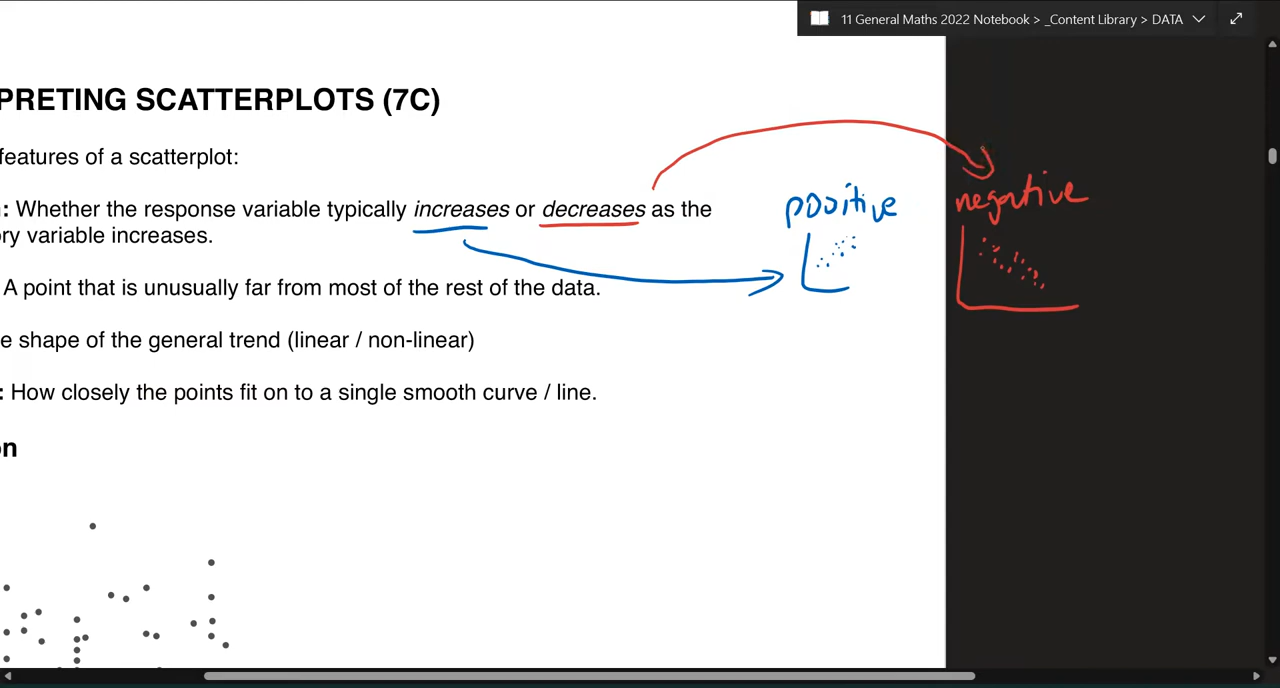 11 General Maths 2022 Notebook > _Content Library > DATA
PRETING SCATTERPLOTS (7C)
features of a scatterplot:
: Whether the response variable typically increases or decreases as the
ry variable increases.
A point that is unusually far from most of the rest of the data.
e shape of the general trend (linear / non-linear)
: How closely the points fit on to a single smooth curve / line.
on
positive
negative